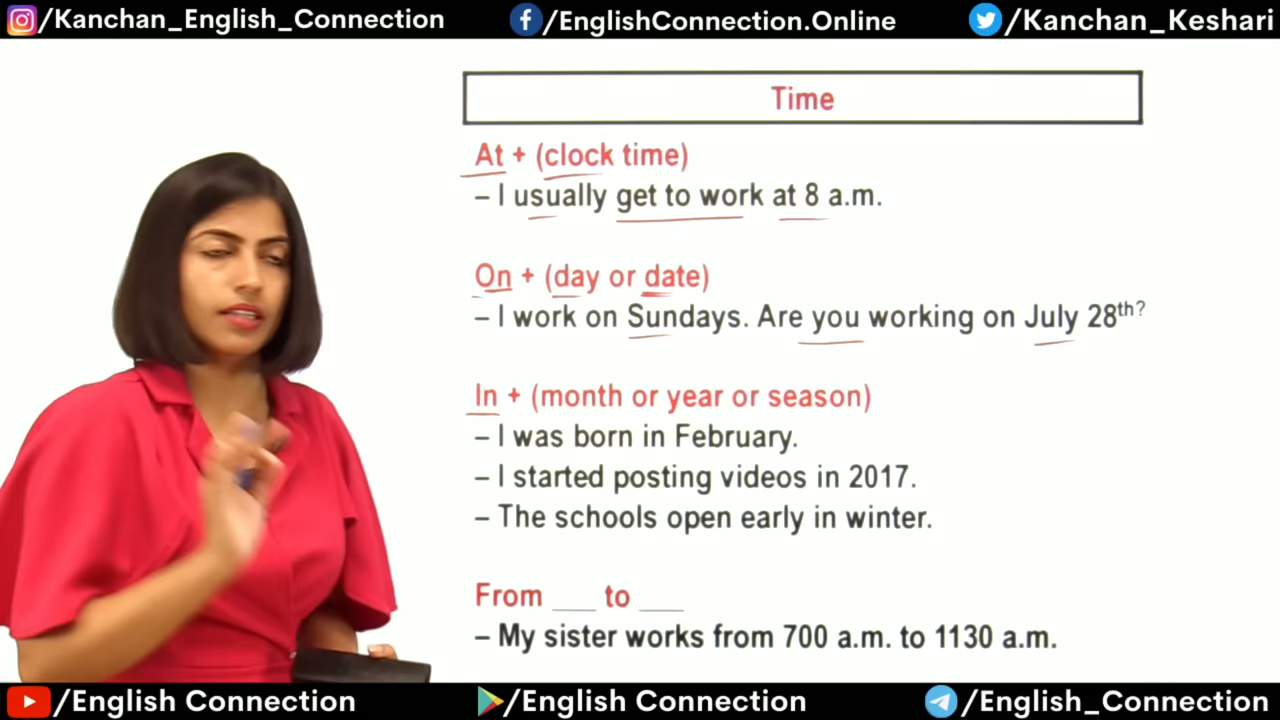 /Kanchan_English_Connection /EnglishConnection.Online /Kanchan_Keshari
Time
At + (clock time)
– I usually get to work at 8 a.m.
On + (day or date)
– I work on Sundays. Are you working on July 28th?
In + (month or year or season)
– I was born in February.
– I started posting videos in 2017.
– The schools open early in winter.
From ___ to ___
– My sister works from 700 a.m. to 1130 a.m.
/English Connection /English Connection /English_Connection